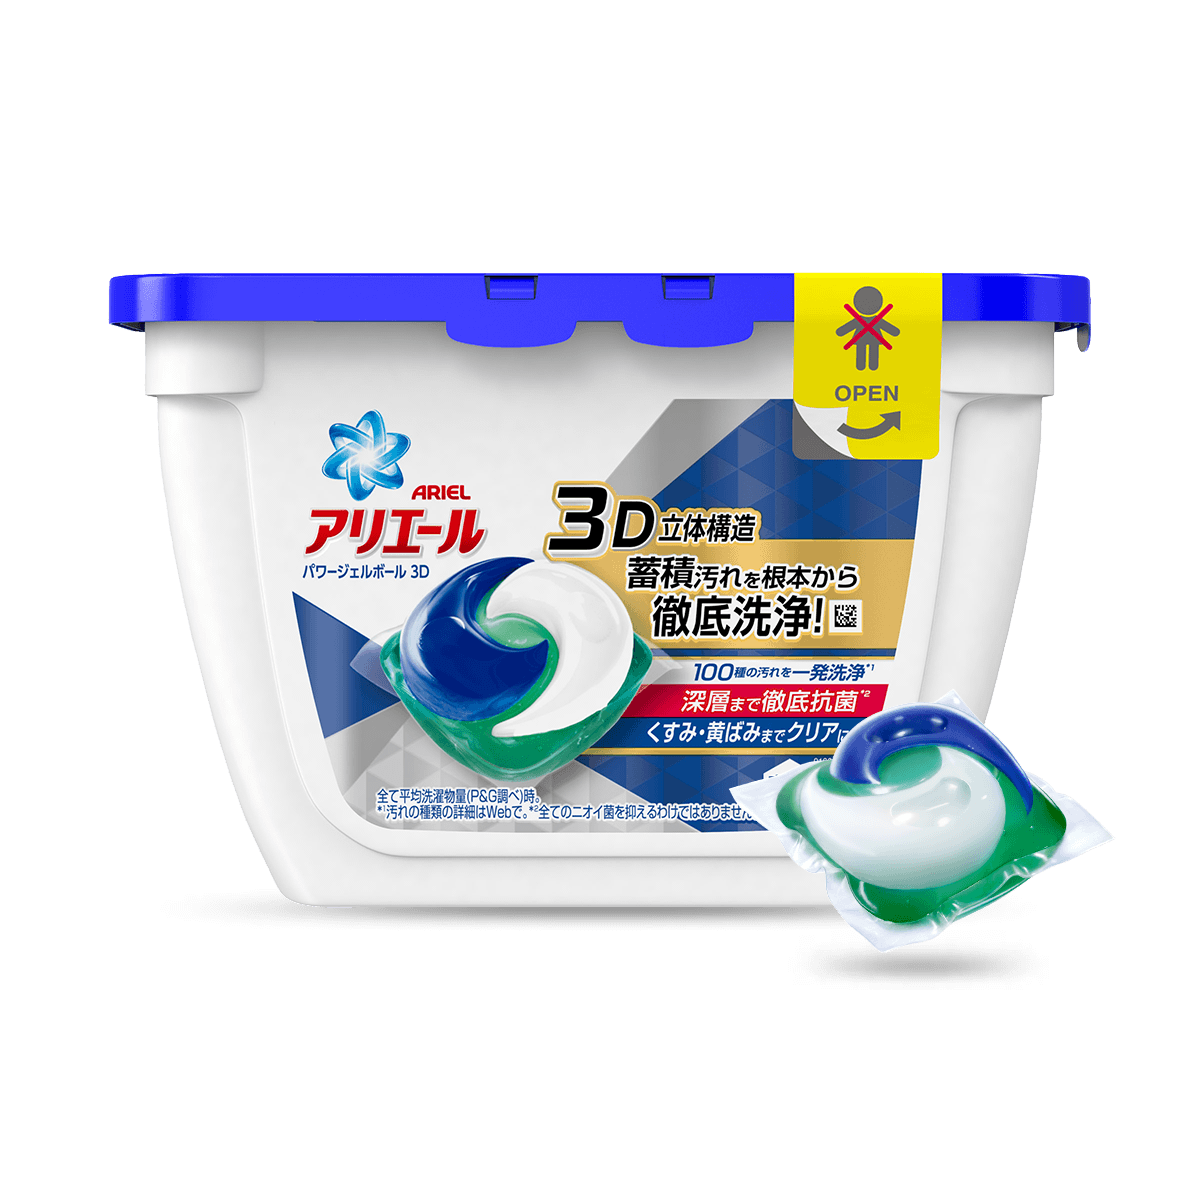 OPEN
ARIEL
アリエール
パワージェルボール 3D
3D立体構造
蓄積汚れを根本から
徹底洗浄!
100種の汚れを一発洗浄*1
深層まで徹底抗菌*2
くすみ・黄ばみまでクリアに
全て平均洗濯物量(P&G調べ)時。
*1汚れの種類の詳細はWebで。*2全てのニオイ菌を抑えるわけではありません